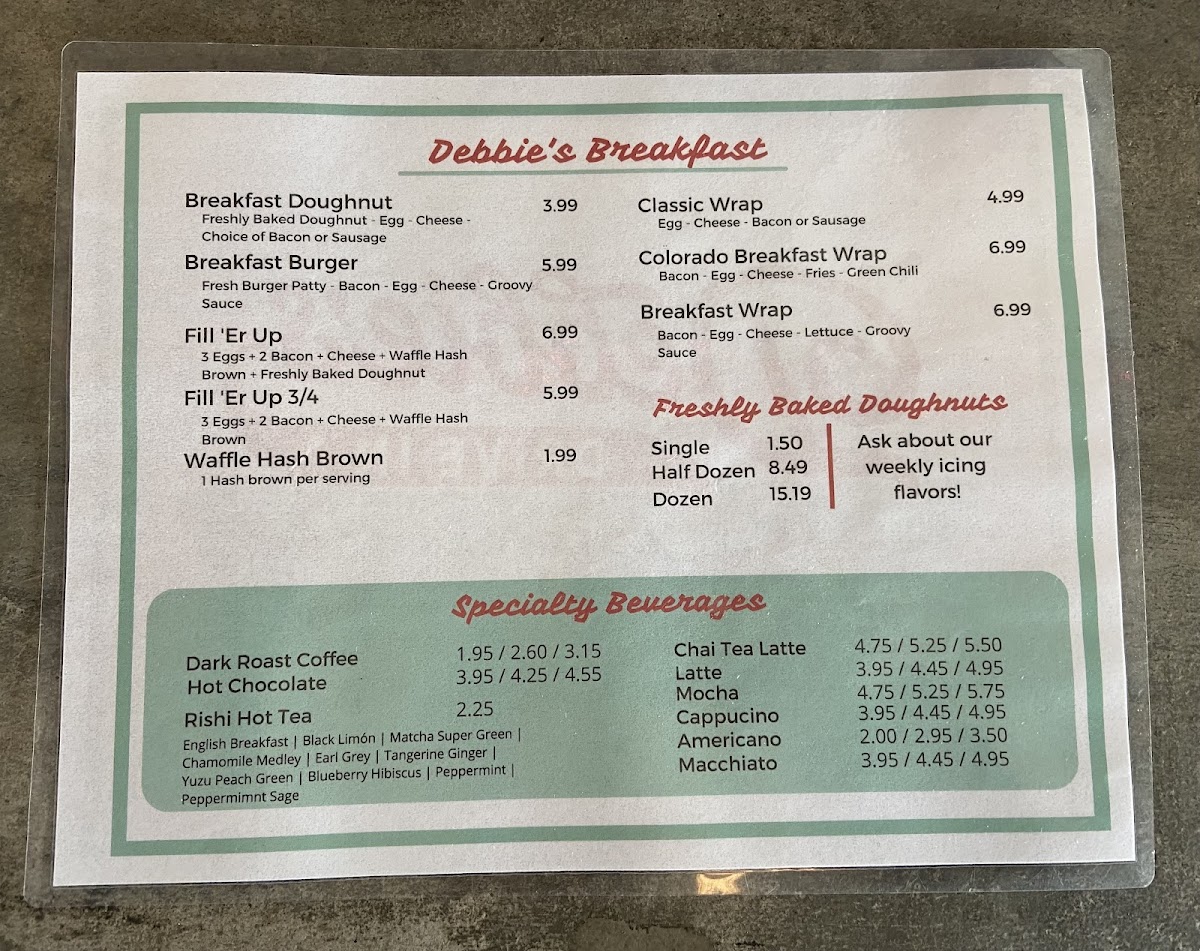 Debbie's Breakfast
Breakfast Doughnut 3.99
Freshly Baked Doughnut - Egg - Cheese -
Choice of Bacon or Sausage
Breakfast Burger 5.99
Fresh Burger Patty - Bacon - Egg - Cheese - Groovy
Sauce
Fill 'Er Up 6.99
3 Eggs + 2 Bacon + Cheese + Waffle Hash
Brown + Freshly Baked Doughnut
Fill 'Er Up 3/4 5.99
3 Eggs + 2 Bacon + Cheese + Waffle Hash
Brown
Waffle Hash Brown 1.99
1 Hash brown per serving
Classic Wrap 4.99
Egg - Cheese - Bacon or Sausage
Colorado Breakfast Wrap 6.99
Bacon - Egg - Cheese - Fries - Green Chili
Breakfast Wrap 6.99
Bacon - Egg - Cheese - Lettuce - Groovy
Sauce
Freshly Baked Doughnuts
Single 1.50
Half Dozen 8.49
Dozen 15.19
Ask about our
weekly icing
flavors!
Specialty Beverages
Dark Roast Coffee 1.95 / 2.60 / 3.15
Hot Chocolate 3.95 / 4.25 / 4.55
Rishi Hot Tea 2.25
English Breakfast | Black Limón | Matcha Super Green |
Chamomile Medley | Earl Grey | Tangerine Ginger |
Yuzu Peach Green | Blueberry Hibiscus | Peppermint |
Peppermimnt Sage
Chai Tea Latte 4.75 / 5.25 / 5.50
Latte 3.95 / 4.45 / 4.95
Mocha 4.75 / 5.25 / 5.75
Cappucino 3.95 / 4.45 / 4.95
Americano 2.00 / 2.95 / 3.50
Macchiato 3.95 / 4.45 / 4.95